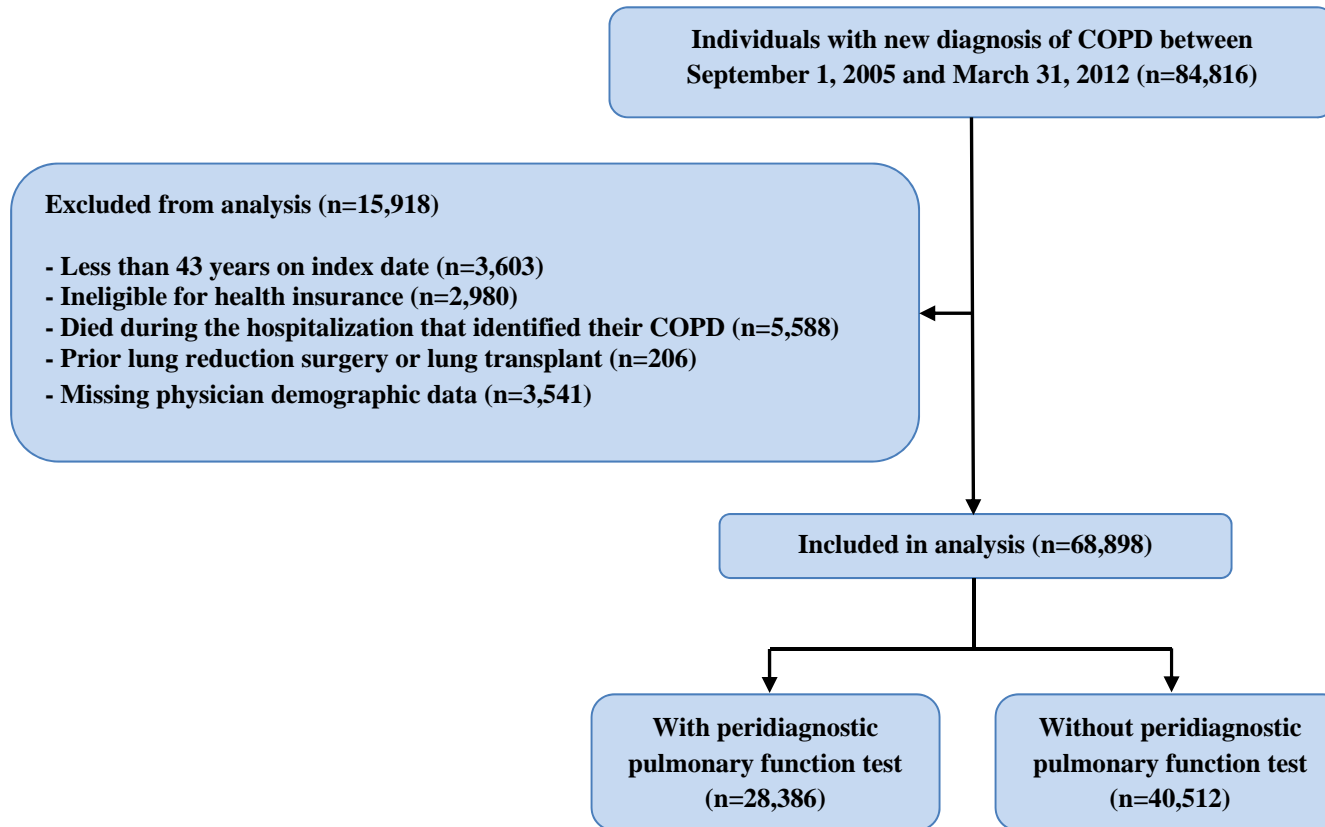 Individuals with new diagnosis of COPD between
September 1, 2005 and March 31, 2012 (n=84,816)
Excluded from analysis (n=15,918)
- Less than 43 years on index date (n=3,603)
- Ineligible for health insurance (n=2,980)
- Died during the hospitalization that identified their COPD (n=5,588)
- Prior lung reduction surgery or lung transplant (n=206)
- Missing physician demographic data (n=3,541)
Included in analysis (n=68,898)
With peridiagnostic
pulmonary function test
(n=28,386)
Without peridiagnostic
pulmonary function test
(n=40,512)